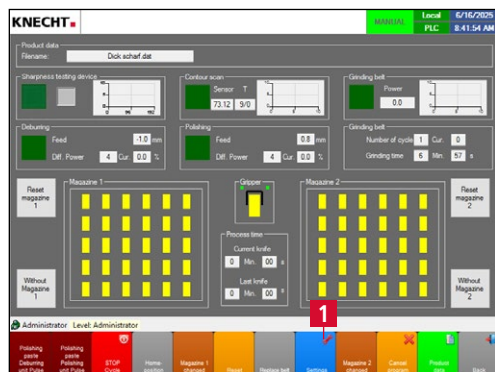 KNECHT
MANUAL
Local
PLC
6/16/2025
8:41:54 AM
Product data
Filename:
Dick scharf.dat
Sharpness testing device
Contour scan
Sensor T
73.12 9/0
Grinding belt
Power
0.0
Deburring
Feed -1.0 mm
Diff. Power 4 Cur. 0.0 %
Polishing
Feed 0.8 mm
Diff. Power 4 Cur. 0.0 %
Grinding belt
Number of cycle 1 Cur. 0
Grinding time 6 Min. 57 s
Reset
magazine
1
Magazine 1
Gripper
Magazine 2
Reset
magazine
2
Process time
Current knife
0 Min. 00 s
Last knife
0 Min. 00 s
Without
Magazine
1
Without
Magazine
2
1
Administrator Level: Administrator
Polishing
paste
Deburring
unit Pulse
Polishing
paste
Polishing
unit Pulse
STOP
Cycle
Home-
position
Magazine 1
changed
Reset
Replace belt
Settings
Magazine 2
changed
Cancel
program
Product
data
Back